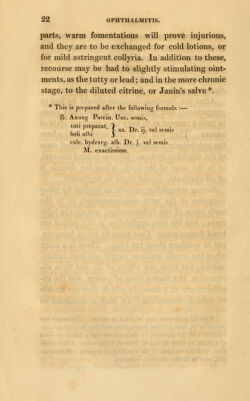 22 OPHTHALMITIS.
parts, warm fomentations will prove injurious,
and they are to be exchanged for cold lotions, or
for mild astringent collyria. In addition to these,
recourse may be had to slightly stimulating oint-
ments, as the tutty or lead; and in the more chronic
stage, to the diluted citrine, or Janin's salve*.
* This is prepared after the following formula :—
℞. Axung Porcin. Unc. semis,
tuti preparat, } aa. Dr. ij. vel semis
boli albi
calc. hydrarg. alb. Dr. j. vel semis.
M. exactissime.